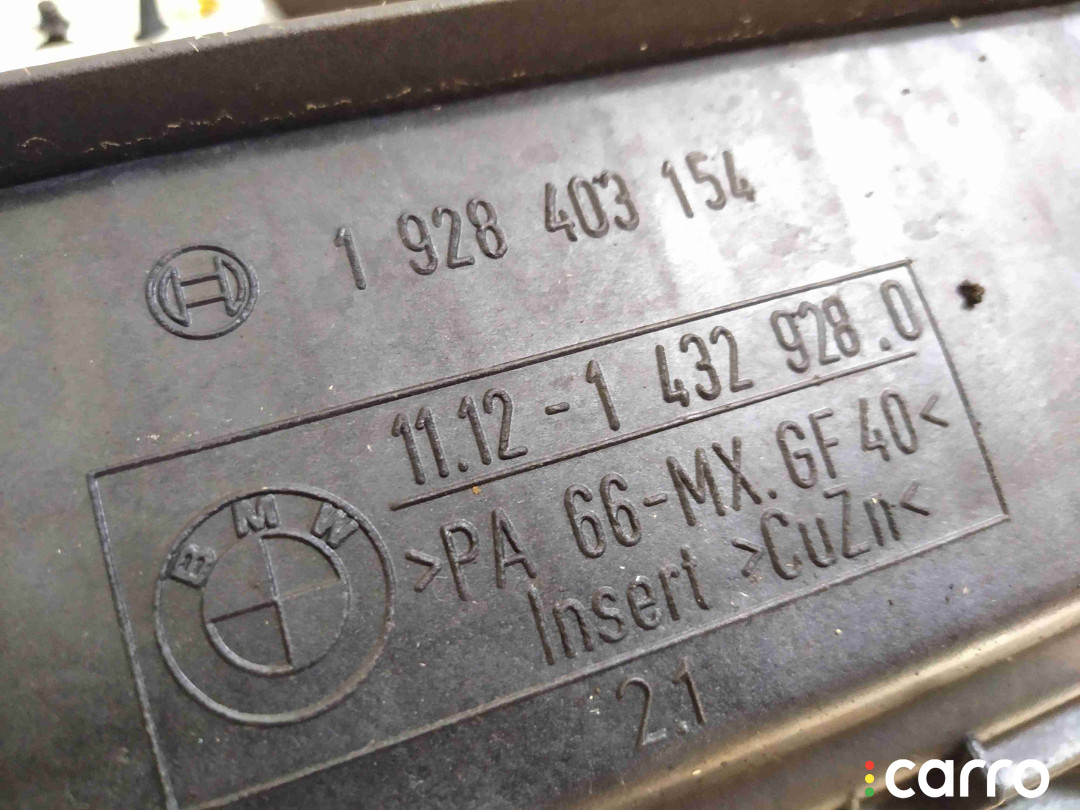 1 928 403 154
11.12 - 1 432 928.0
BMW
>PA 66-MX.GF 40<
Insert >CuZn<
2.1
carro